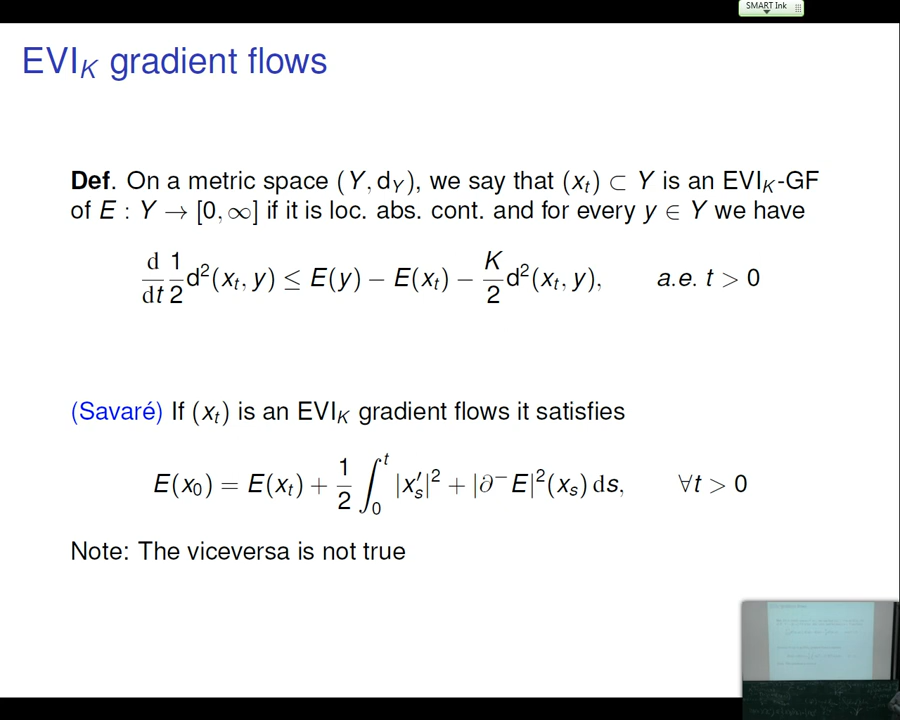 SMART Ink
EVI_K gradient flows
Def. On a metric space (Y, d_Y), we say that (x_t) ⊂ Y is an EVI_K-GF
of E : Y → [0, ∞] if it is loc. abs. cont. and for every y ∈ Y we have
d/dt 1/2 d²(x_t, y) ≤ E(y) − E(x_t) − K/2 d²(x_t, y), a.e. t > 0
(Savaré) If (x_t) is an EVI_K gradient flows it satisfies
E(x_0) = E(x_t) + 1/2 ∫_0^t |x'_s|² + |∂⁻E|²(x_s) ds, ∀t > 0
Note: The viceversa is not true